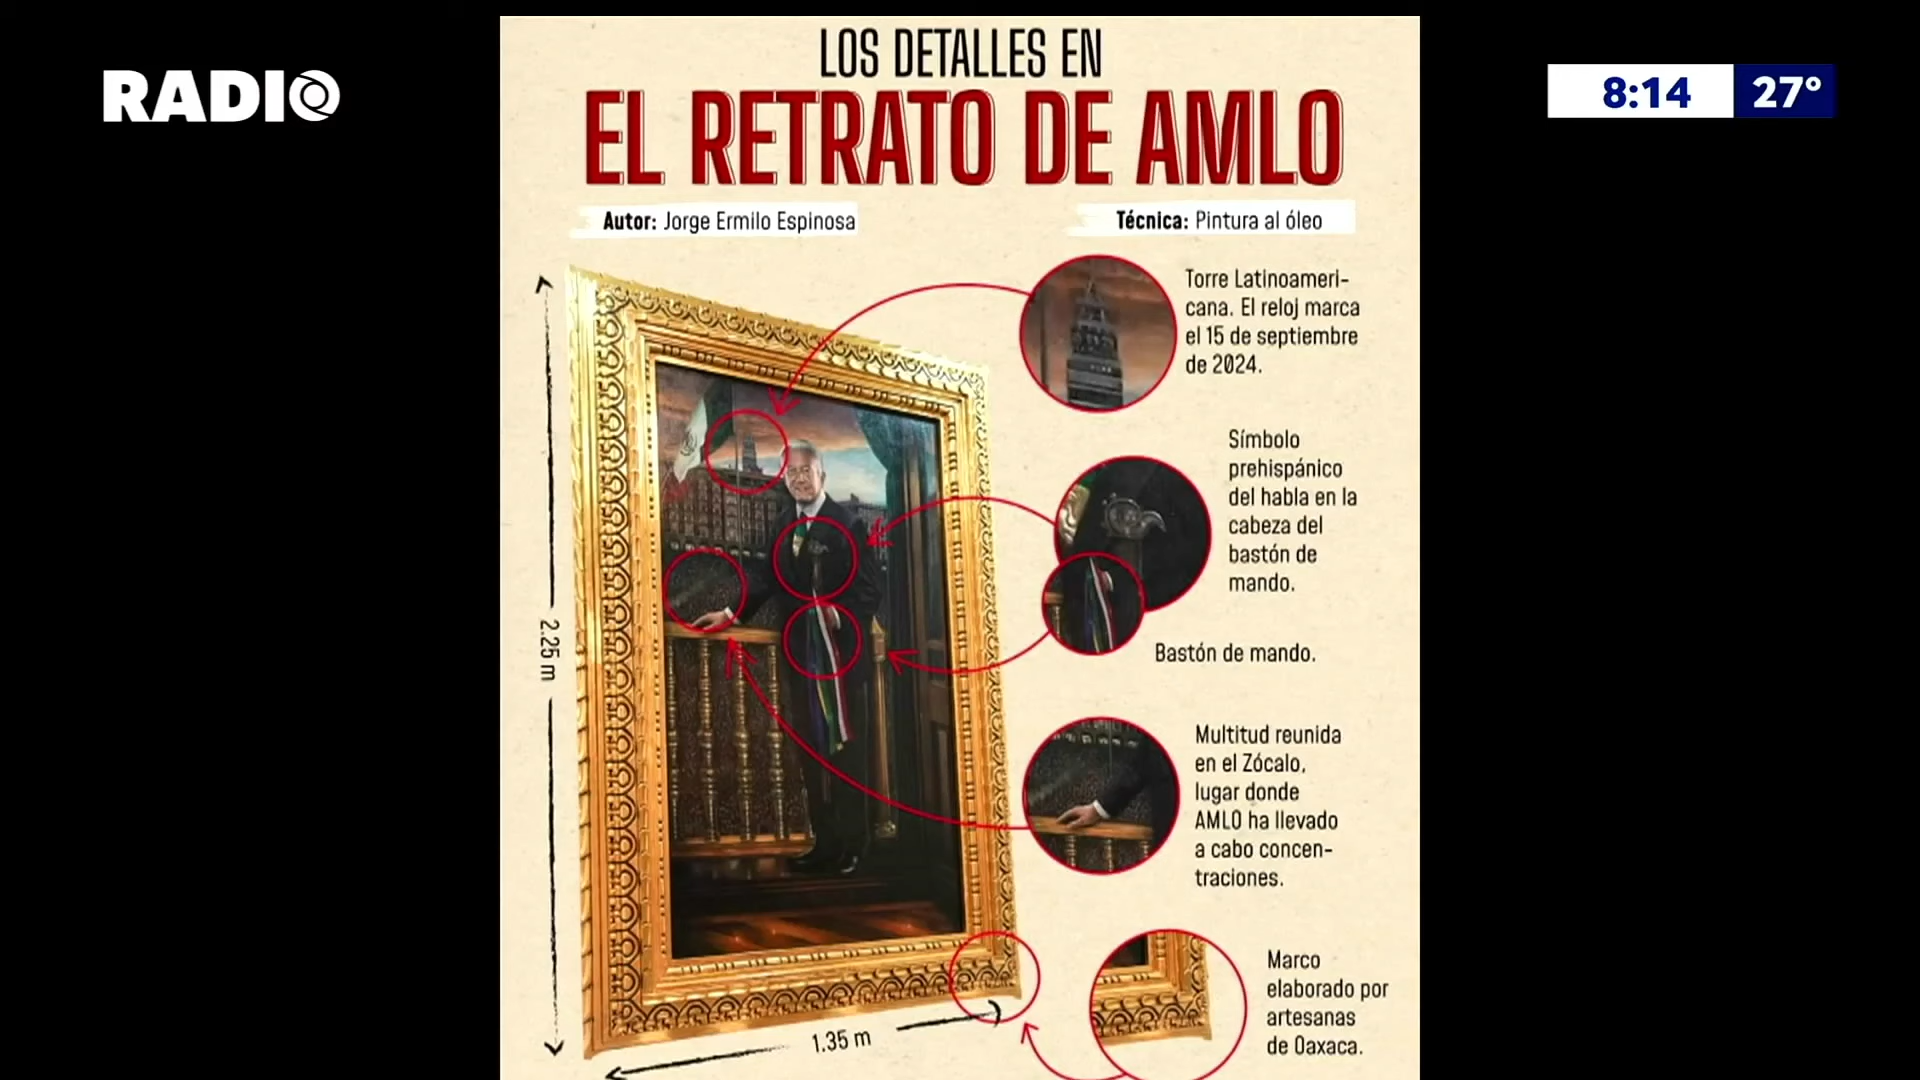 RADIO
8:14 27°
LOS DETALLES EN
EL RETRATO DE AMLO
Autor: Jorge Ermilo Espinosa
Técnica: Pintura al óleo
Torre Latinoameri-
cana. El reloj marca
el 15 de septiembre
de 2024.
Símbolo
prehispánico
del habla en la
cabeza del
bastón de
mando.
Bastón de mando.
Multitud reunida
en el Zócalo,
lugar donde
AMLO ha llevado
a cabo concen-
traciones.
Marco
elaborado por
artesanas
de Oaxaca.
2.25 m
1.35 m